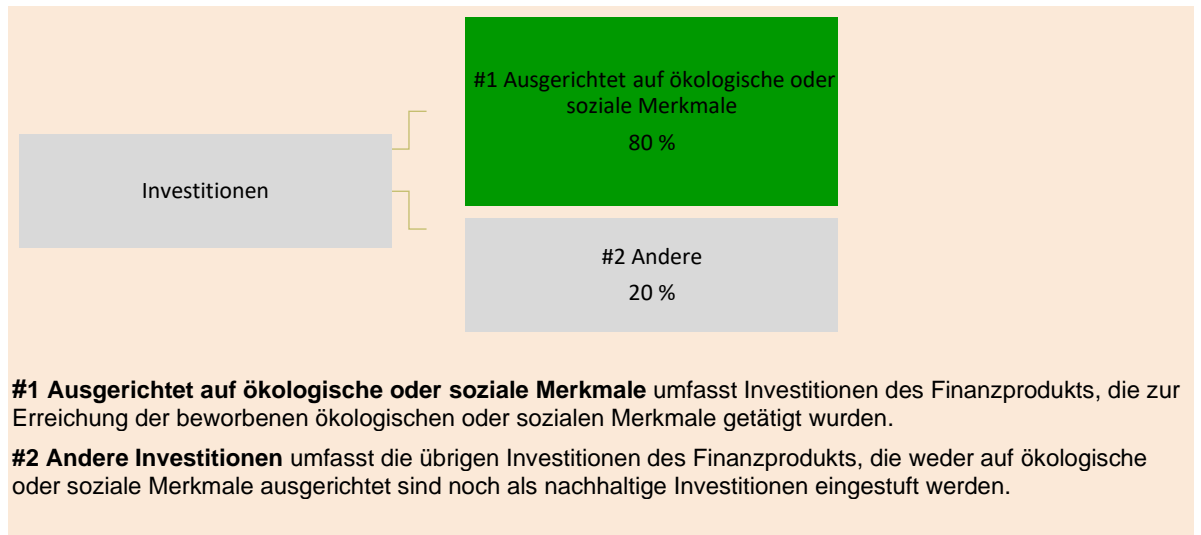 #1 Ausgerichtet auf ökologische oder
soziale Merkmale
80 %
Investitionen
#2 Andere
20 %
#1 Ausgerichtet auf ökologische oder soziale Merkmale umfasst Investitionen des Finanzprodukts, die zur
Erreichung der beworbenen ökologischen oder sozialen Merkmale getätigt wurden.
#2 Andere Investitionen umfasst die übrigen Investitionen des Finanzprodukts, die weder auf ökologische
oder soziale Merkmale ausgerichtet sind noch als nachhaltige Investitionen eingestuft werden.